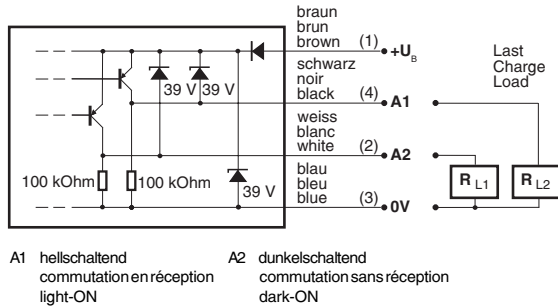 braun
brun
brown (1) +U_B
schwarz
noir
black (4) A1
weiss
blanc
white (2) A2
blau
bleu
blue (3) 0V
Last
Charge
Load
39 V 39 V
100 kOhm 100 kOhm 39 V
R L1 R L2
A1 hellschaltend
commutation en réception
light-ON
A2 dunkelschaltend
commutation sans réception
dark-ON